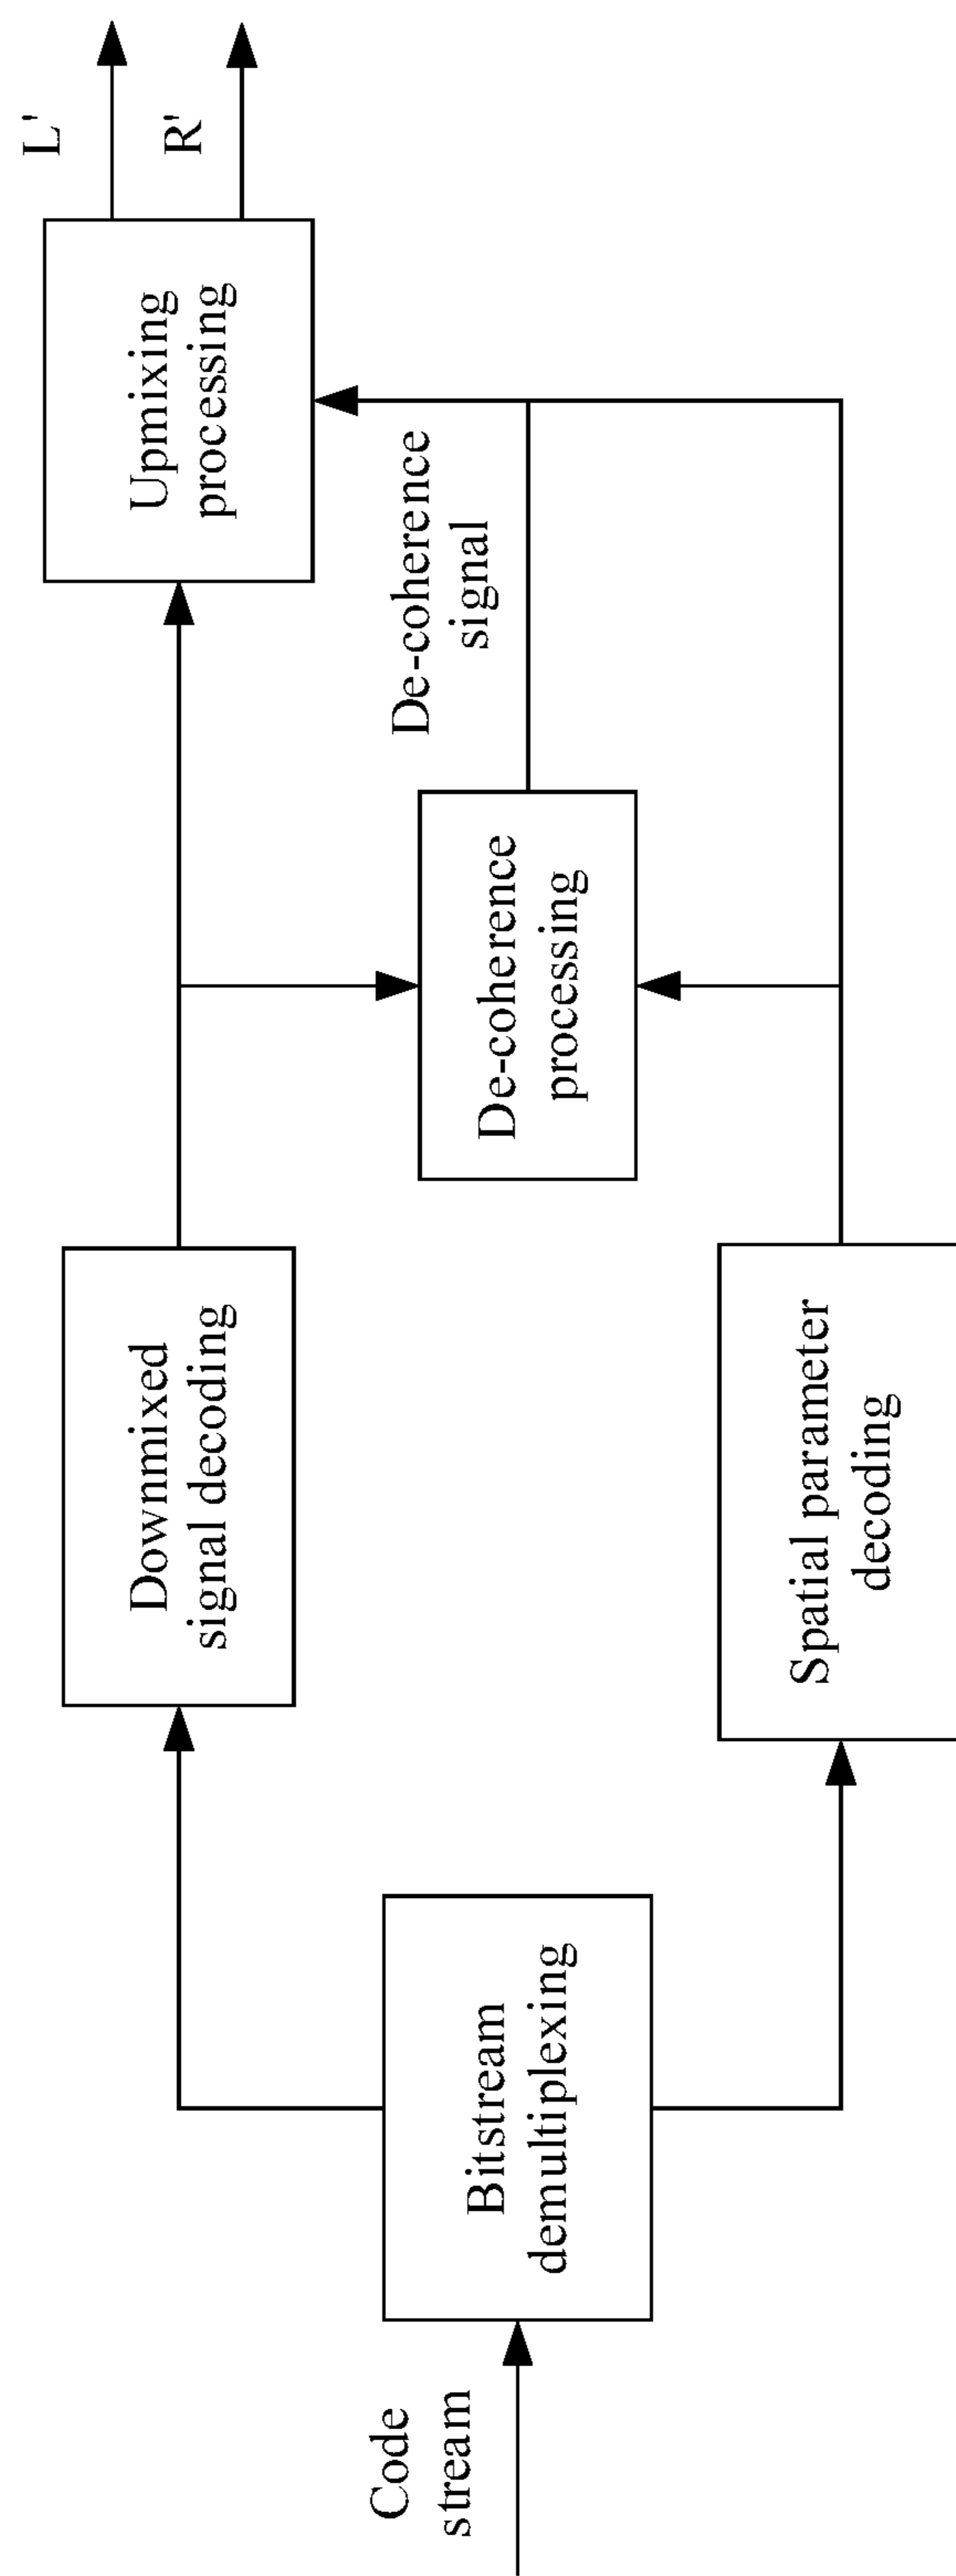 Code
stream
Bitstream
demultiplexing
Downmixed
signal decoding
Spatial parameter
decoding
De-coherence
processing
De-coherence
signal
Upmixing
processing
L'
R'